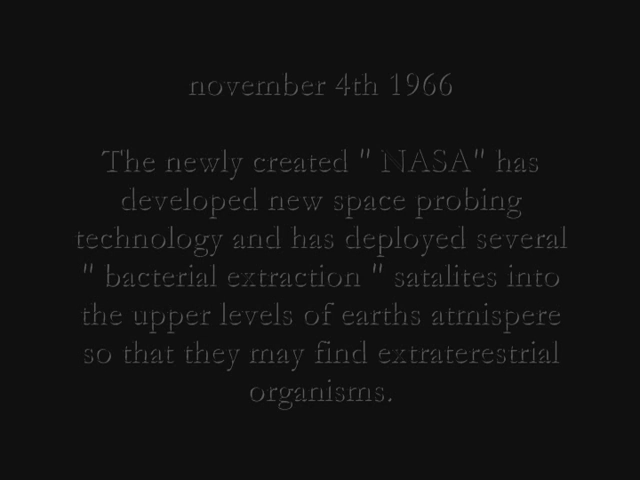 november 4th 1966
The newly created " NASA" has
developed new space probing
technology and has deployed several
" bacterial extraction " satalites into
the upper levels of earths atmispere
so that they may find extraterestrial
organisms.